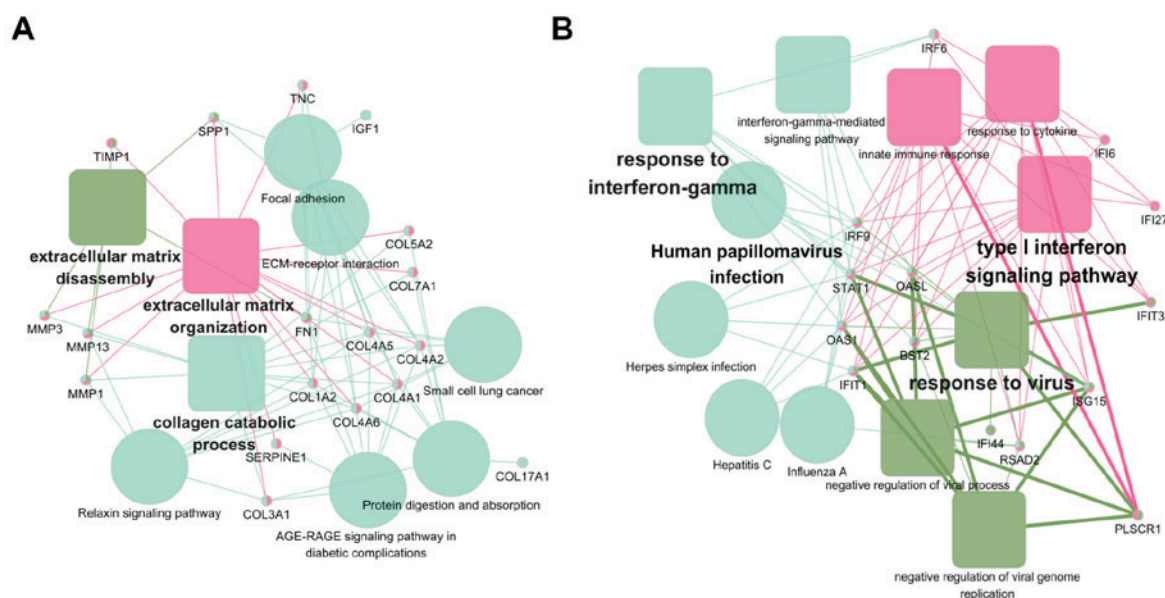 A
TNC
SPP1
IGF1
TIMP1
Focal adhesion
COL5A2
extracellular matrix
disassembly
ECM-receptor interaction
COL7A1
extracellular matrix
organization
MMP3
FN1
MMP13
COL4A5
COL4A2
MMP1
COL1A2
COL4A1
Small cell lung cancer
COL4A6
collagen catabolic
process
SERPINE1
COL17A1
Relaxin signaling pathway
COL3A1
Protein digestion and absorption
AGE-RAGE signaling pathway in
diabetic complications
B
IRF6
interferon-gamma-mediated
signaling pathway
response to cytokine
innate immune response
IFI6
response to
interferon-gamma
IFI27
IRF9
Human papillomavirus
infection
type I interferon
signaling pathway
STAT1
OASL
IFIT3
OAS1
BST2
Herpes simplex infection
IFIT1
response to virus
ISG15
IFI44
RSAD2
Hepatitis C
Influenza A
negative regulation of viral process
PLSCR1
negative regulation of viral genome
replication